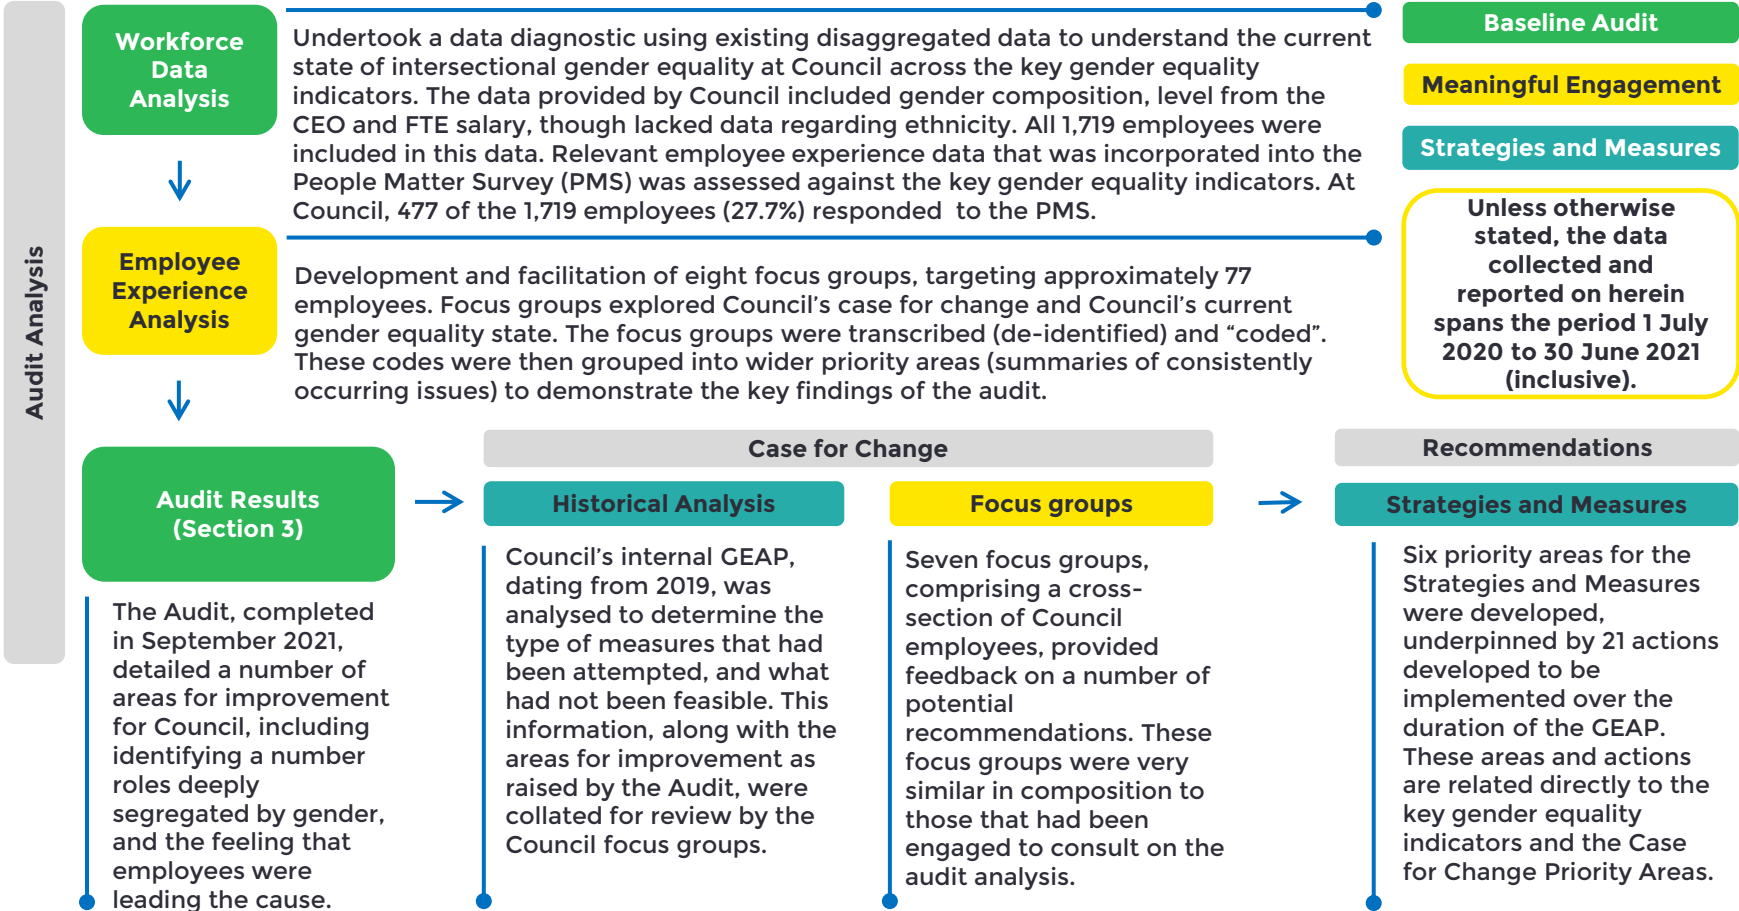 Audit Analysis
Workforce
Data
Analysis
Undertook a data diagnostic using existing disaggregated data to understand the current
state of intersectional gender equality at Council across the key gender equality
indicators. The data provided by Council included gender composition, level from the
CEO and FTE salary, though lacked data regarding ethnicity. All 1,719 employees were
included in this data. Relevant employee experience data that was incorporated into the
People Matter Survey (PMS) was assessed against the key gender equality indicators. At
Council, 477 of the 1,719 employees (27.7%) responded  to the PMS.
Baseline Audit
Meaningful Engagement
Strategies and Measures
Unless otherwise
stated, the data
collected and
reported on herein
spans the period 1 July
2020 to 30 June 2021
(inclusive).
Employee
Experience
Analysis
Development and facilitation of eight focus groups, targeting approximately 77
employees. Focus groups explored Council’s case for change and Council’s current
gender equality state. The focus groups were transcribed (de-identified) and “coded”.
These codes were then grouped into wider priority areas (summaries of consistently
occurring issues) to demonstrate the key findings of the audit.
Audit Results
(Section 3)
The Audit, completed
in September 2021,
detailed a number of
areas for improvement
for Council, including
identifying a number
roles deeply
segregated by gender,
and the feeling that
employees were
leading the cause.
Case for Change
Historical Analysis
Council’s internal GEAP,
dating from 2019, was
analysed to determine the
type of measures that had
been attempted, and what
had not been feasible. This
information, along with the
areas for improvement as
raised by the Audit, were
collated for review by the
Council focus groups.
Focus groups
Seven focus groups,
comprising a cross-
section of Council
employees, provided
feedback on a number of
potential
recommendations. These
focus groups were very
similar in composition to
those that had been
engaged to consult on the
audit analysis.
Recommendations
Strategies and Measures
Six priority areas for the
Strategies and Measures
were developed,
underpinned by 21 actions
developed to be
implemented over the
duration of the GEAP.
These areas and actions
are related directly to the
key gender equality
indicators and the Case
for Change Priority Areas.